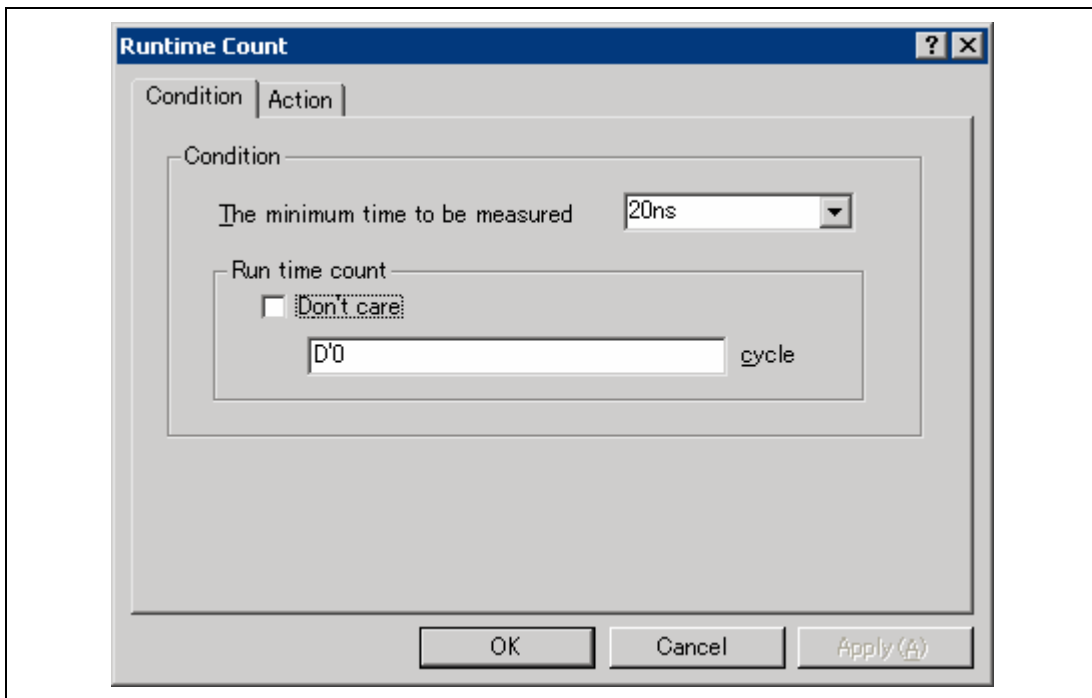 Runtime Count
Condition Action
Condition
The minimum time to be measured 20ns
Run time count
Don't care
D'0 cycle
OK Cancel Apply(A)